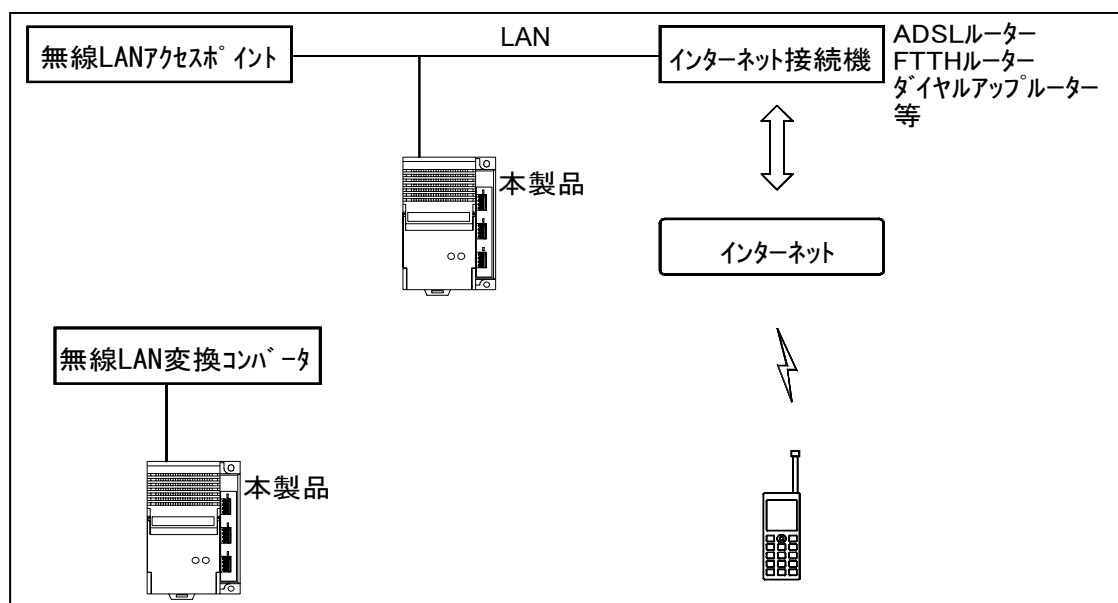 無線LANアクセスポイント
LAN
インターネット接続機
ADSLルーター
FTTHルーター
ダイヤルアップルーター
等
本製品
インターネット
無線LAN変換コンバータ
本製品